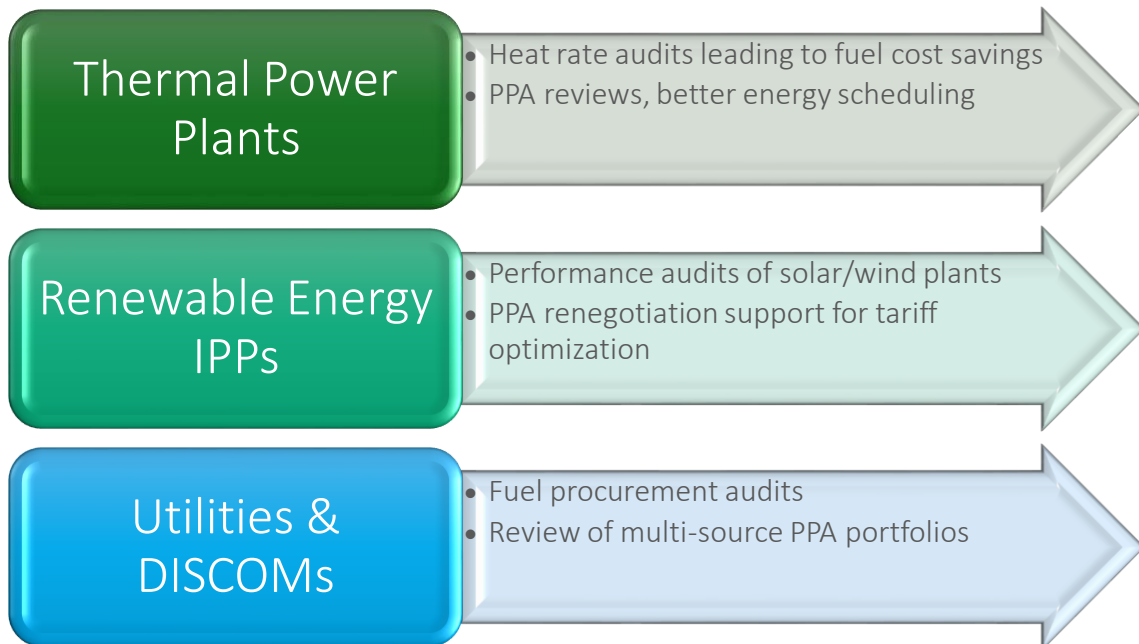 Thermal Power
Plants
• Heat rate audits leading to fuel cost savings
• PPA reviews, better energy scheduling
Renewable Energy
IPPs
• Performance audits of solar/wind plants
• PPA renegotiation support for tariff
optimization
Utilities &
DISCOMs
• Fuel procurement audits
• Review of multi-source PPA portfolios